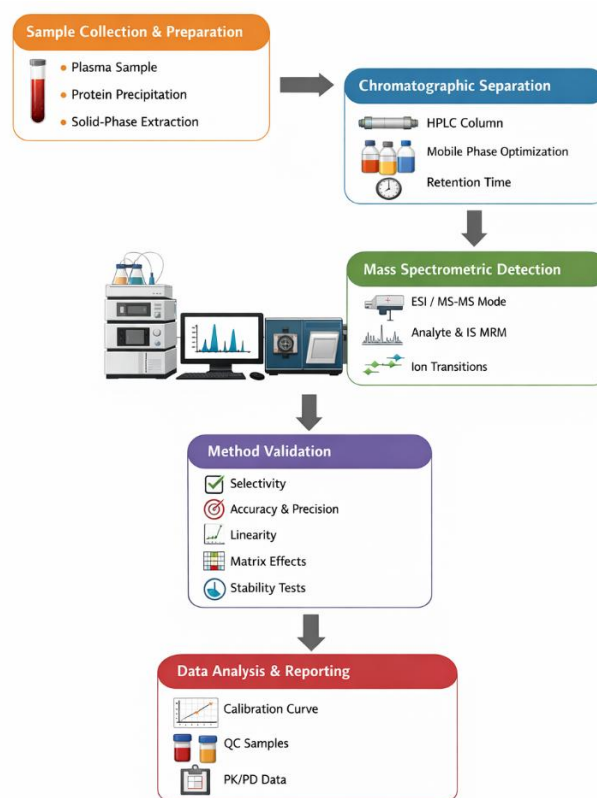 Sample Collection & Preparation
Plasma Sample
Protein Precipitation
Solid-Phase Extraction
Chromatographic Separation
HPLC Column
Mobile Phase Optimization
Retention Time
Mass Spectrometric Detection
ESI / MS-MS Mode
Analyte & IS MRM
Ion Transitions
Method Validation
Selectivity
Accuracy & Precision
Linearity
Matrix Effects
Stability Tests
Data Analysis & Reporting
Calibration Curve
QC Samples
PK/PD Data